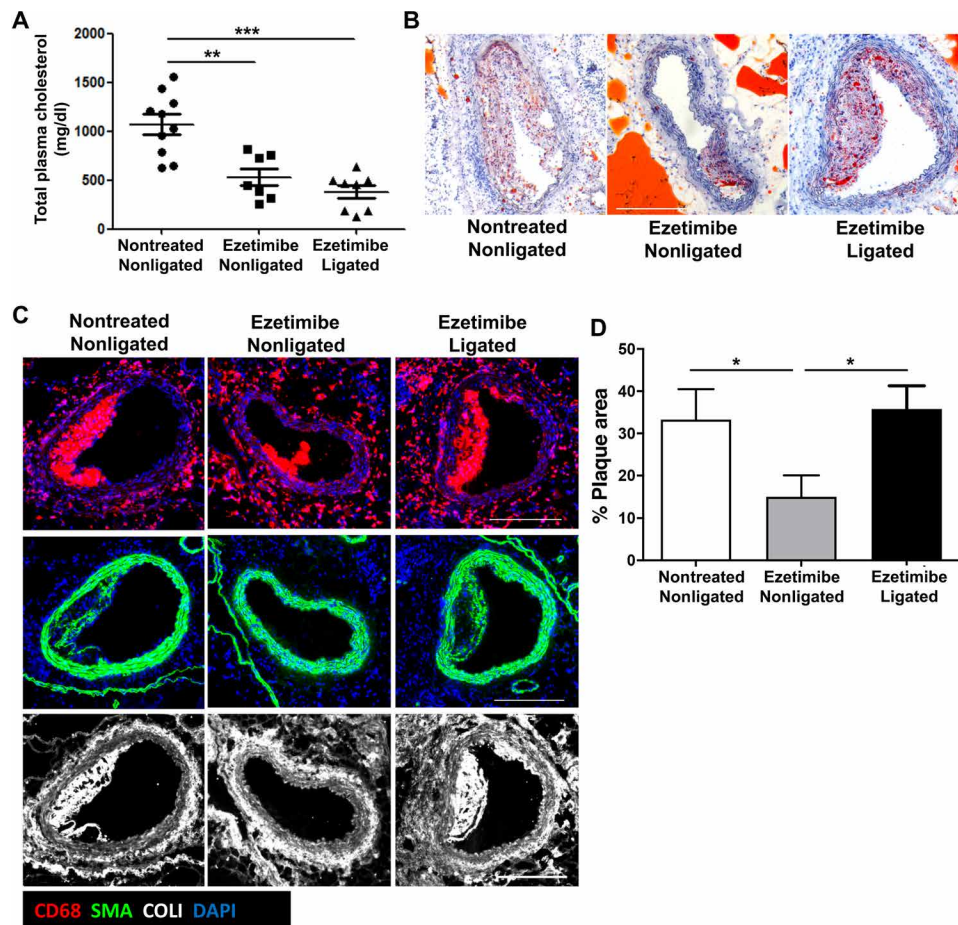 A
Total plasma cholesterol
(mg/dl)
2000
1500
1000
500
0
***
**
Nontreated
Nonligated
Ezetimibe
Nonligated
Ezetimibe
Ligated
B
Nontreated
Nonligated
Ezetimibe
Nonligated
Ezetimibe
Ligated
C
Nontreated
Nonligated
Ezetimibe
Nonligated
Ezetimibe
Ligated
CD68 SMA COLI DAPI
D
% Plaque area
50
40
30
20
10
0
* *
Nontreated
Nonligated
Ezetimibe
Nonligated
Ezetimibe
Ligated